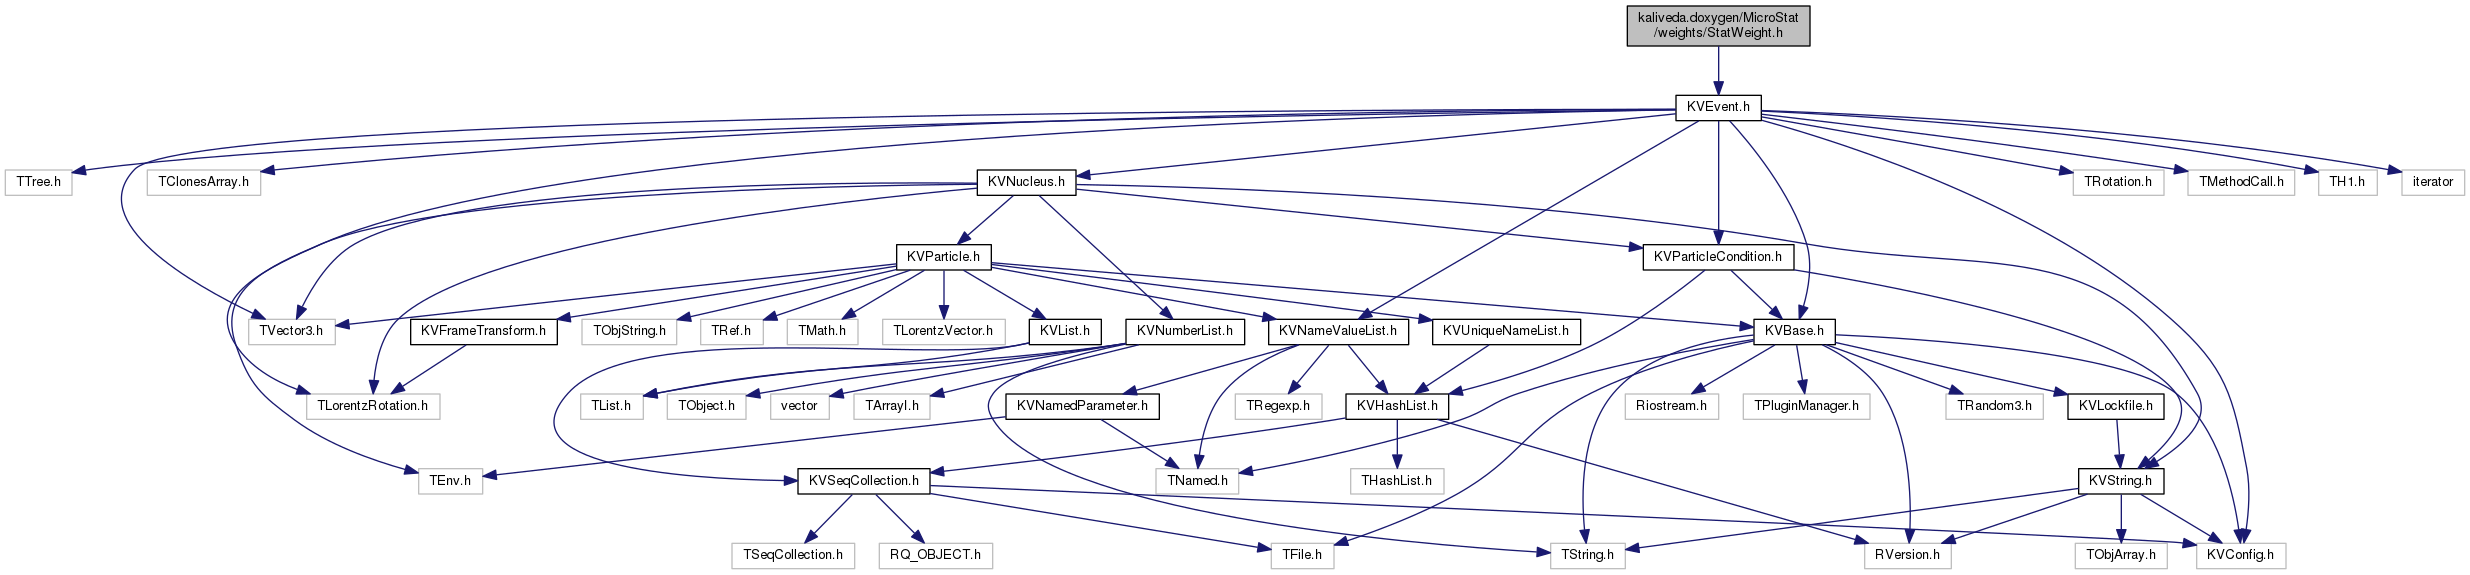 kaliveda.doxygen/MicroStat
/weights/StatWeight.h
KVEvent.h
TTree.h
TClonesArray.h
KVNucleus.h
TRotation.h
TMethodCall.h
TH1.h
iterator
KVParticle.h
KVParticleCondition.h
TVector3.h
KVFrameTransform.h
TObjString.h
TRef.h
TMath.h
TLorentzVector.h
KVList.h
KVNumberList.h
KVNameValueList.h
KVUniqueNameList.h
KVBase.h
TLorentzRotation.h
TList.h
TObject.h
vector
TArrayI.h
KVNamedParameter.h
TRegexp.h
KVHashList.h
Riostream.h
TPluginManager.h
TRandom3.h
KVLockfile.h
TEnv.h
KVSeqCollection.h
TNamed.h
THashList.h
KVString.h
TSeqCollection.h
RQ_OBJECT.h
TFile.h
TString.h
RVersion.h
TObjArray.h
KVConfig.h